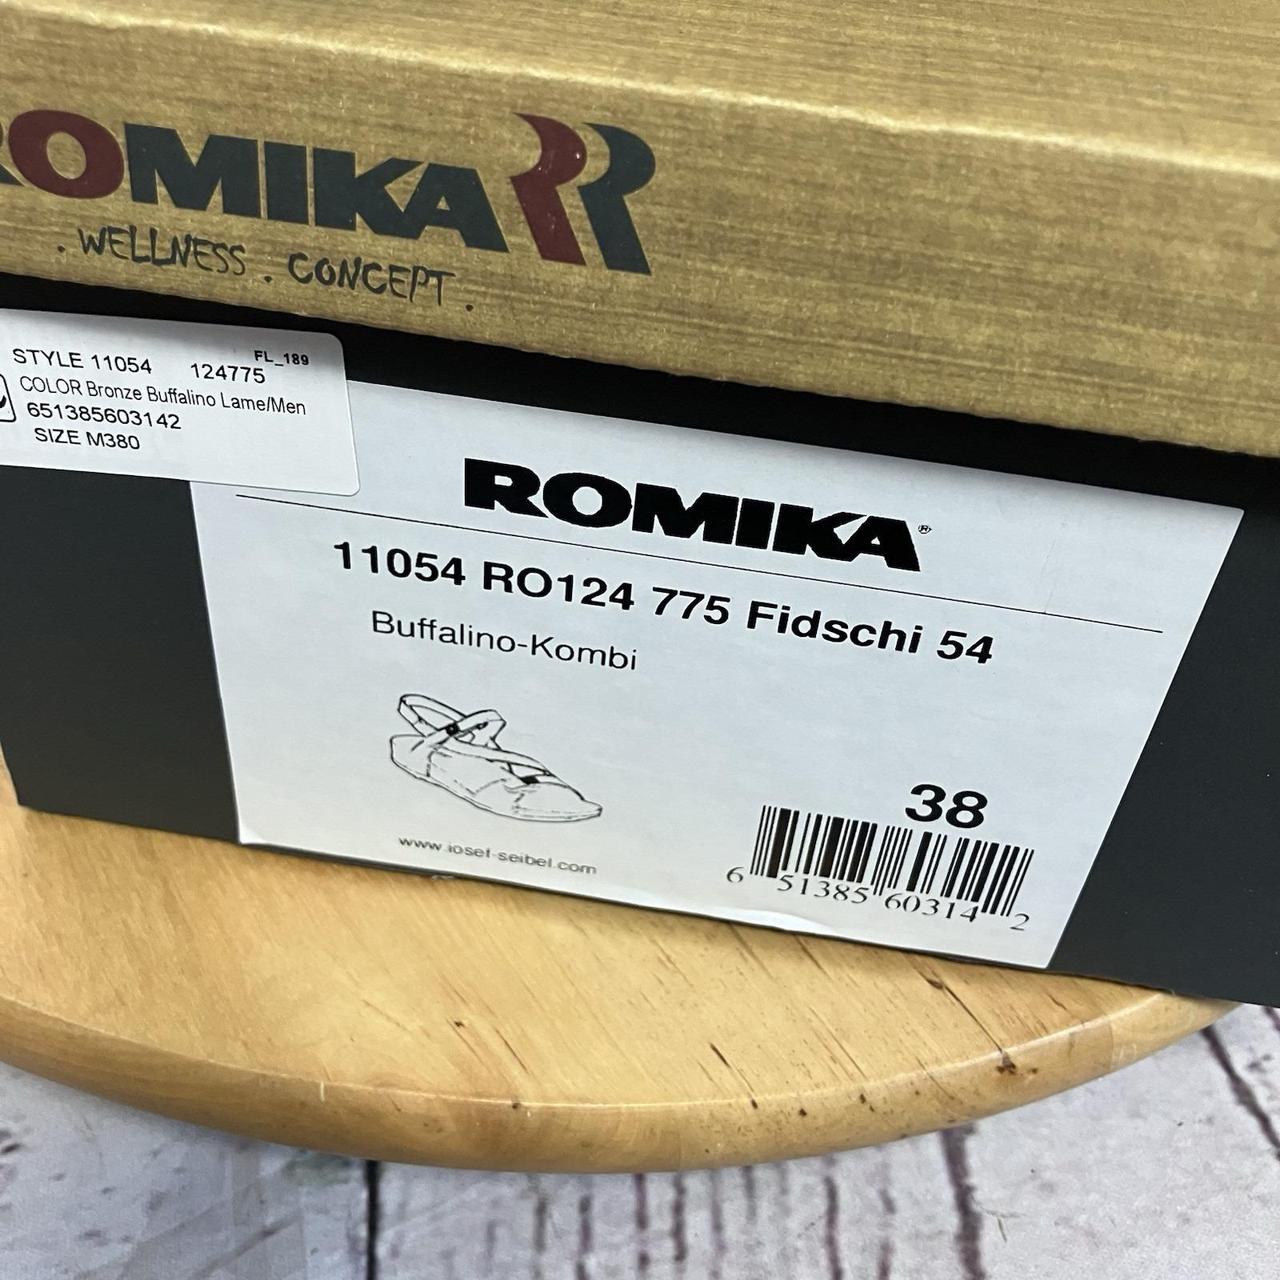 ROMIKA
. WELLNESS . CONCEPT .
FL_189
STYLE 11054 124775
COLOR Bronze Buffalino Lame/Men
651385603142
SIZE M380
ROMIKA®
11054 RO124 775 Fidschi 54
Buffalino-Kombi
38
www.josef-seibel.com
6 51385 60314 2